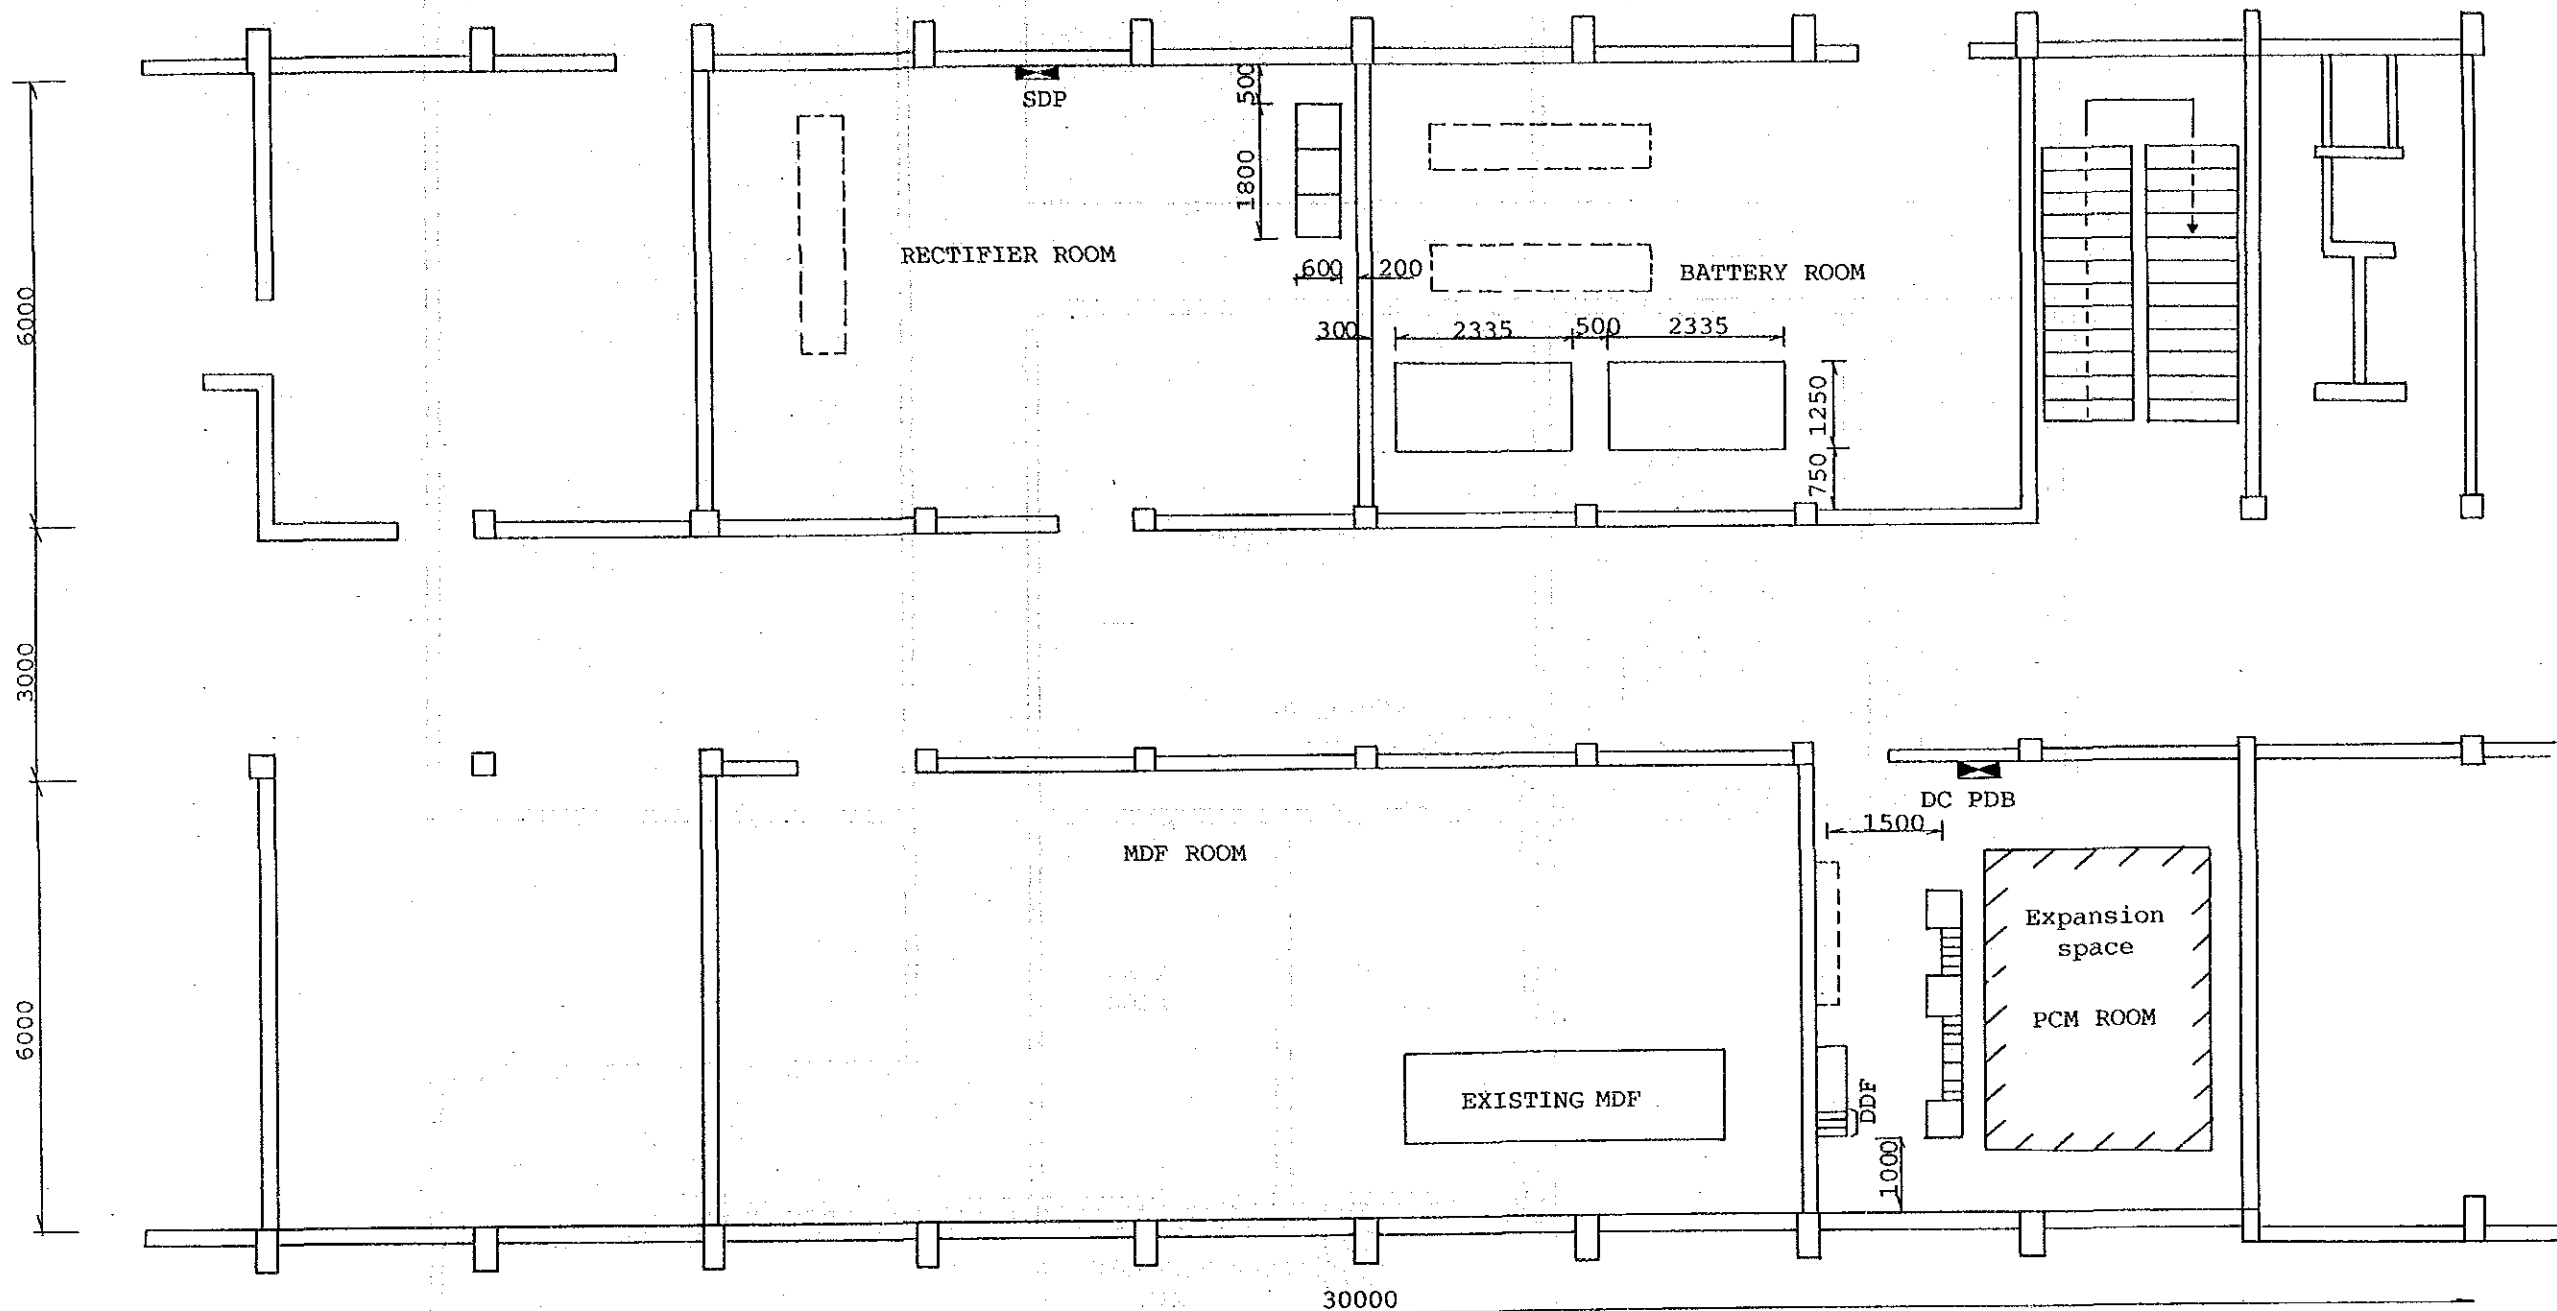 SDP
500
1800
RECTIFIER ROOM
600
200
BATTERY ROOM
6000
300
2335
500
2335
1250
750
3000
DC PDB
1500
MDF ROOM
Expansion
space
PCM ROOM
6000
EXISTING MDF
DDF
1000
30000